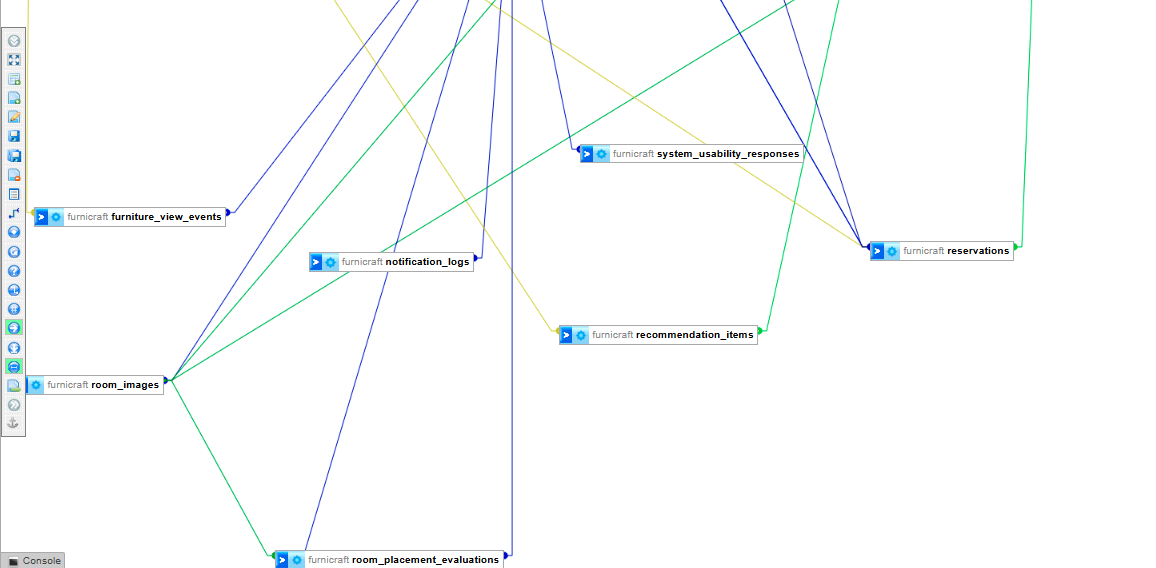 furnicraft system_usability_responses
furnicraft furniture_view_events
furnicraft reservations
furnicraft notification_logs
furnicraft recommendation_items
furnicraft room_images
furnicraft room_placement_evaluations
Console